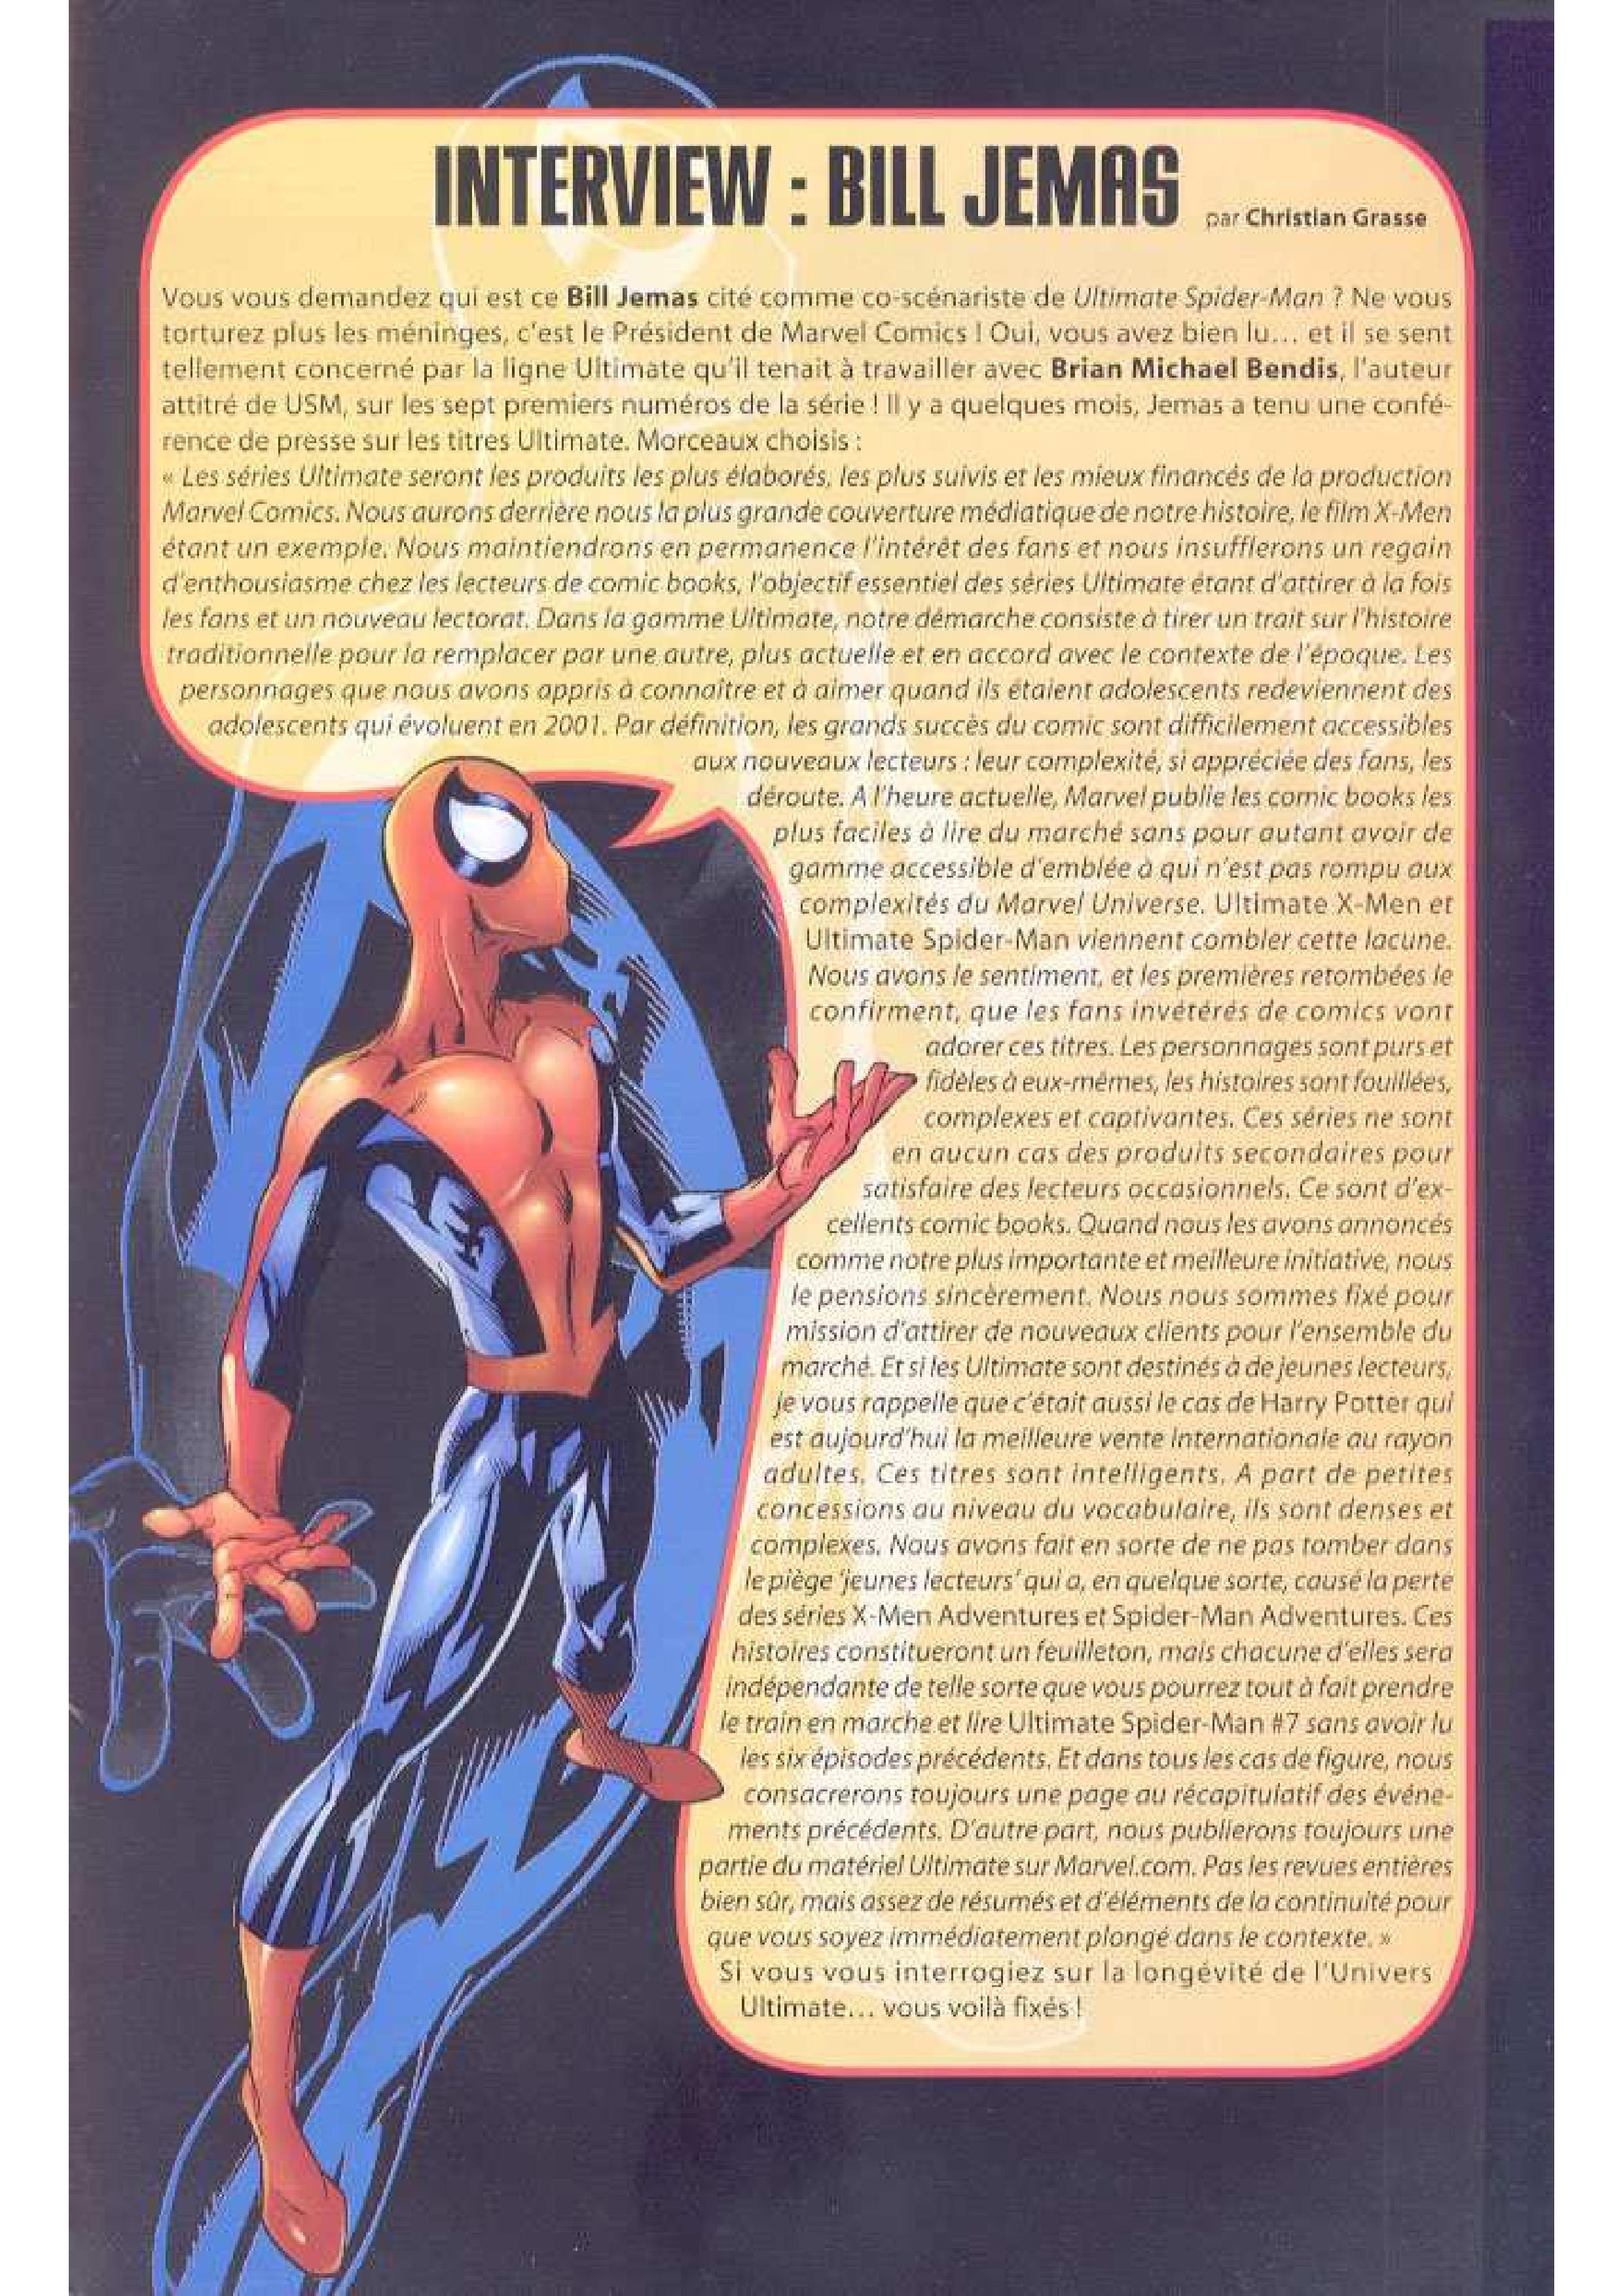 INTERVIEW : BILL JEMAS par Christian Grasse
Vous vous demandez qui est ce Bill Jemas cité comme co-scénariste de Ultimate Spider-Man ? Ne vous
torturez plus les méninges, c'est le Président de Marvel Comics ! Oui, vous avez bien lu... et il se sent
tellement concerné par la ligne Ultimate qu'il tenait à travailler avec Brian Michael Bendis, l'auteur
attitré de USM, sur les sept premiers numéros de la série ! Il y a quelques mois, Jemas a tenu une confé-
rence de presse sur les titres Ultimate. Morceaux choisis :
« Les séries Ultimate seront les produits les plus élaborés, les plus suivis et les mieux financés de la production
Marvel Comics. Nous aurons derrière nous la plus grande couverture médiatique de notre histoire, le film X-Men
étant un exemple. Nous maintiendrons en permanence l'intérêt des fans et nous insufflerons un regain
d'enthousiasme chez les lecteurs de comic books, l'objectif essentiel des séries Ultimate étant d'attirer à la fois
les fans et un nouveau lectorat. Dans la gamme Ultimate, notre démarche consiste à tirer un trait sur l'histoire
traditionnelle pour la remplacer par une autre, plus actuelle et en accord avec le contexte de l'époque. Les
personnages que nous avons appris à connaître et à aimer quand ils étaient adolescents redeviennent des
adolescents qui évoluent en 2001. Par définition, les grands succès du comic sont difficilement accessibles
aux nouveaux lecteurs : leur complexité, si appréciée des fans, les
déroute. A l'heure actuelle, Marvel publie les comic books les
plus faciles à lire du marché sans pour autant avoir de
gamme accessible d'emblée à qui n'est pas rompu aux
complexités du Marvel Universe. Ultimate X-Men et
Ultimate Spider-Man viennent combler cette lacune.
Nous avons le sentiment, et les premières retombées le
confirment, que les fans invétérés de comics vont
adorer ces titres. Les personnages sont purs et
fidèles à eux-mêmes, les histoires sont fouillées,
complexes et captivantes. Ces séries ne sont
en aucun cas des produits secondaires pour
satisfaire des lecteurs occasionnels. Ce sont d'ex-
cellents comic books. Quand nous les avons annoncés
comme notre plus importante et meilleure initiative, nous
le pensions sincèrement. Nous nous sommes fixé pour
mission d'attirer de nouveaux clients pour l'ensemble du
marché. Et si les Ultimate sont destinés à de jeunes lecteurs,
je vous rappelle que c'était aussi le cas de Harry Potter qui
est aujourd'hui la meilleure vente internationale au rayon
adultes. Ces titres sont intelligents. A part de petites
concessions au niveau du vocabulaire, ils sont denses et
complexes. Nous avons fait en sorte de ne pas tomber dans
le piège 'jeunes lecteurs' qui a, en quelque sorte, causé la perte
des séries X-Men Adventures et Spider-Man Adventures. Ces
histoires constitueront un feuilleton, mais chacune d'elles sera
indépendante de telle sorte que vous pourrez tout à fait prendre
le train en marche et lire Ultimate Spider-Man #7 sans avoir lu
les six épisodes précédents. Et dans tous les cas de figure, nous
consacrerons toujours une page au récapitulatif des événe-
ments précédents. D'autre part, nous publierons toujours une
partie du matériel Ultimate sur Marvel.com. Pas les revues entières
bien sûr, mais assez de résumés et d'éléments de la continuité pour
que vous soyez immédiatement plongé dans le contexte. »
Si vous vous interrogiez sur la longévité de l'Univers
Ultimate... vous voilà fixés !